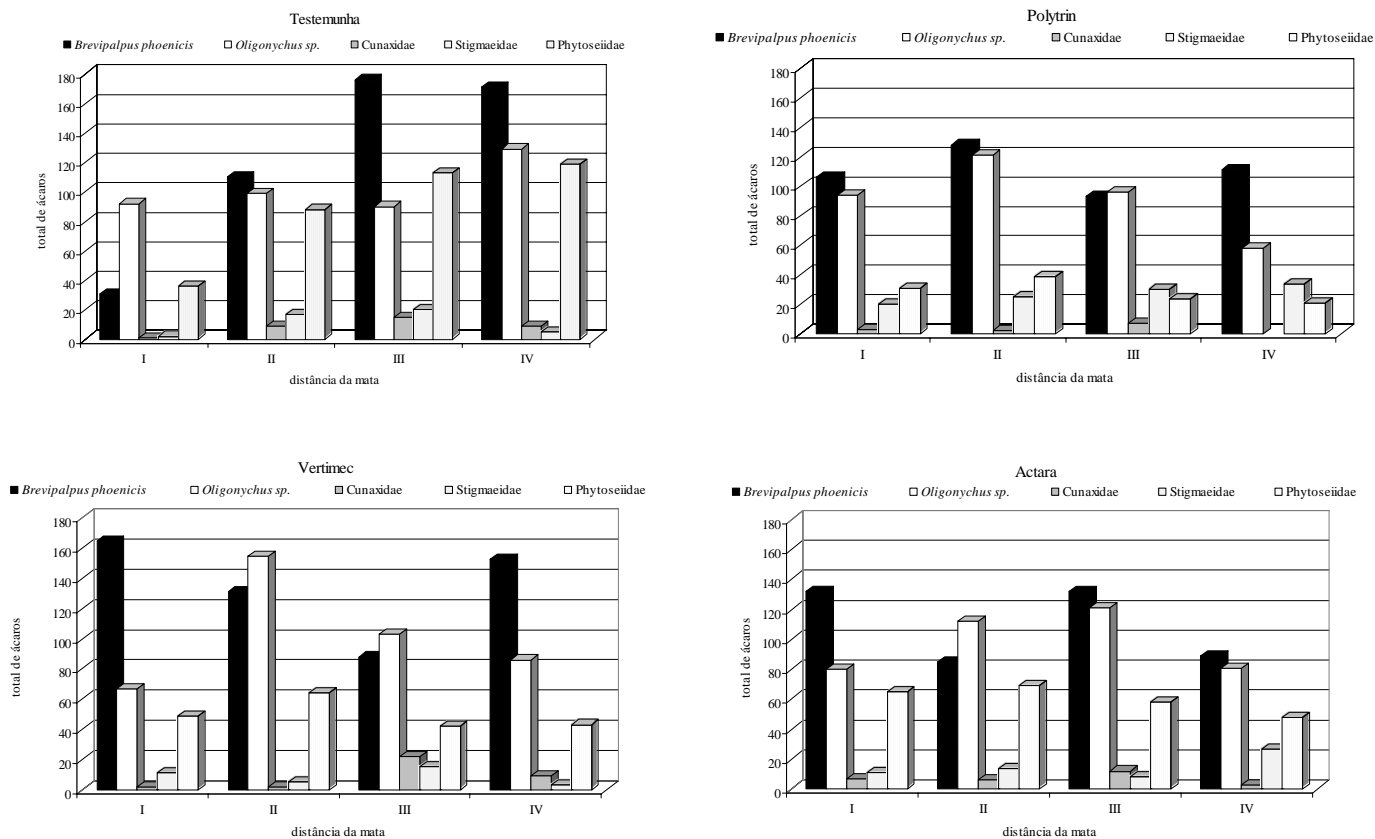 Testemunha
Brevipalpus phoenicis Oligonychus sp. Cunaxidae Stigmaeidae Phytoseiidae
180
160
140
120
100
80
60
40
20
0
total de ácaros
I II III IV
distância da mata
Polytrin
Brevipalpus phoenicis Oligonychus sp. Cunaxidae Stigmaeidae Phytoseiidae
180
160
140
120
100
80
60
40
20
0
total de ácaros
I II III IV
distância da mata
Vertimec
Brevipalpus phoenicis Oligonychus sp. Cunaxidae Stigmaeidae Phytoseiidae
180
160
140
120
100
80
60
40
20
0
total de ácaros
I II III IV
distância da mata
Actara
Brevipalpus phoenicis Oligonychus sp. Cunaxidae Stigmaeidae Phytoseiidae
180
160
140
120
100
80
60
40
20
0
total de ácaros
I II III IV
distância da mata